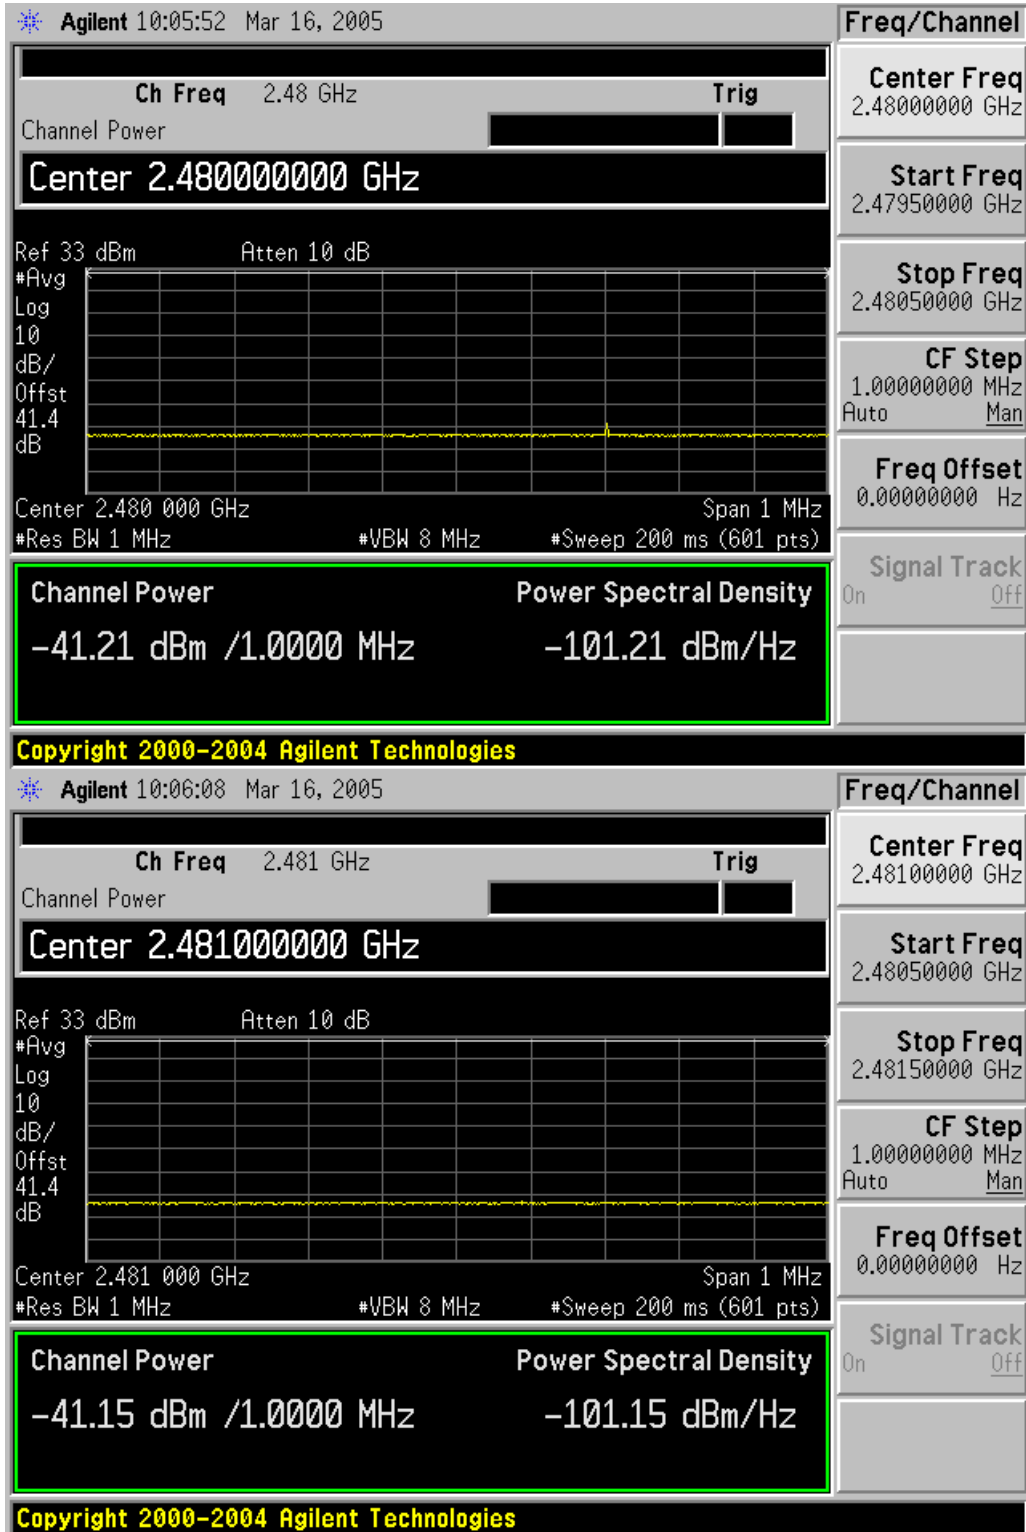 Agilent 10:05:52 Mar 16, 2005
Freq/Channel
Ch Freq 2.48 GHz Trig
Channel Power
Center 2.480000000 GHz
Ref 33 dBm Atten 10 dB
#Avg
Log
10
dB/
Offst
41.4
dB
Center 2.480 000 GHz Span 1 MHz
#Res BW 1 MHz #VBW 8 MHz #Sweep 200 ms (601 pts)
Channel Power Power Spectral Density
-41.21 dBm /1.0000 MHz -101.21 dBm/Hz
Center Freq
2.48000000 GHz
Start Freq
2.47950000 GHz
Stop Freq
2.48050000 GHz
CF Step
1.00000000 MHz
Auto Man
Freq Offset
0.00000000 Hz
Signal Track
On Off
Copyright 2000-2004 Agilent Technologies
Agilent 10:06:08 Mar 16, 2005
Freq/Channel
Ch Freq 2.481 GHz Trig
Channel Power
Center 2.481000000 GHz
Ref 33 dBm Atten 10 dB
#Avg
Log
10
dB/
Offst
41.4
dB
Center 2.481 000 GHz Span 1 MHz
#Res BW 1 MHz #VBW 8 MHz #Sweep 200 ms (601 pts)
Channel Power Power Spectral Density
-41.15 dBm /1.0000 MHz -101.15 dBm/Hz
Center Freq
2.48100000 GHz
Start Freq
2.48050000 GHz
Stop Freq
2.48150000 GHz
CF Step
1.00000000 MHz
Auto Man
Freq Offset
0.00000000 Hz
Signal Track
On Off
Copyright 2000-2004 Agilent Technologies